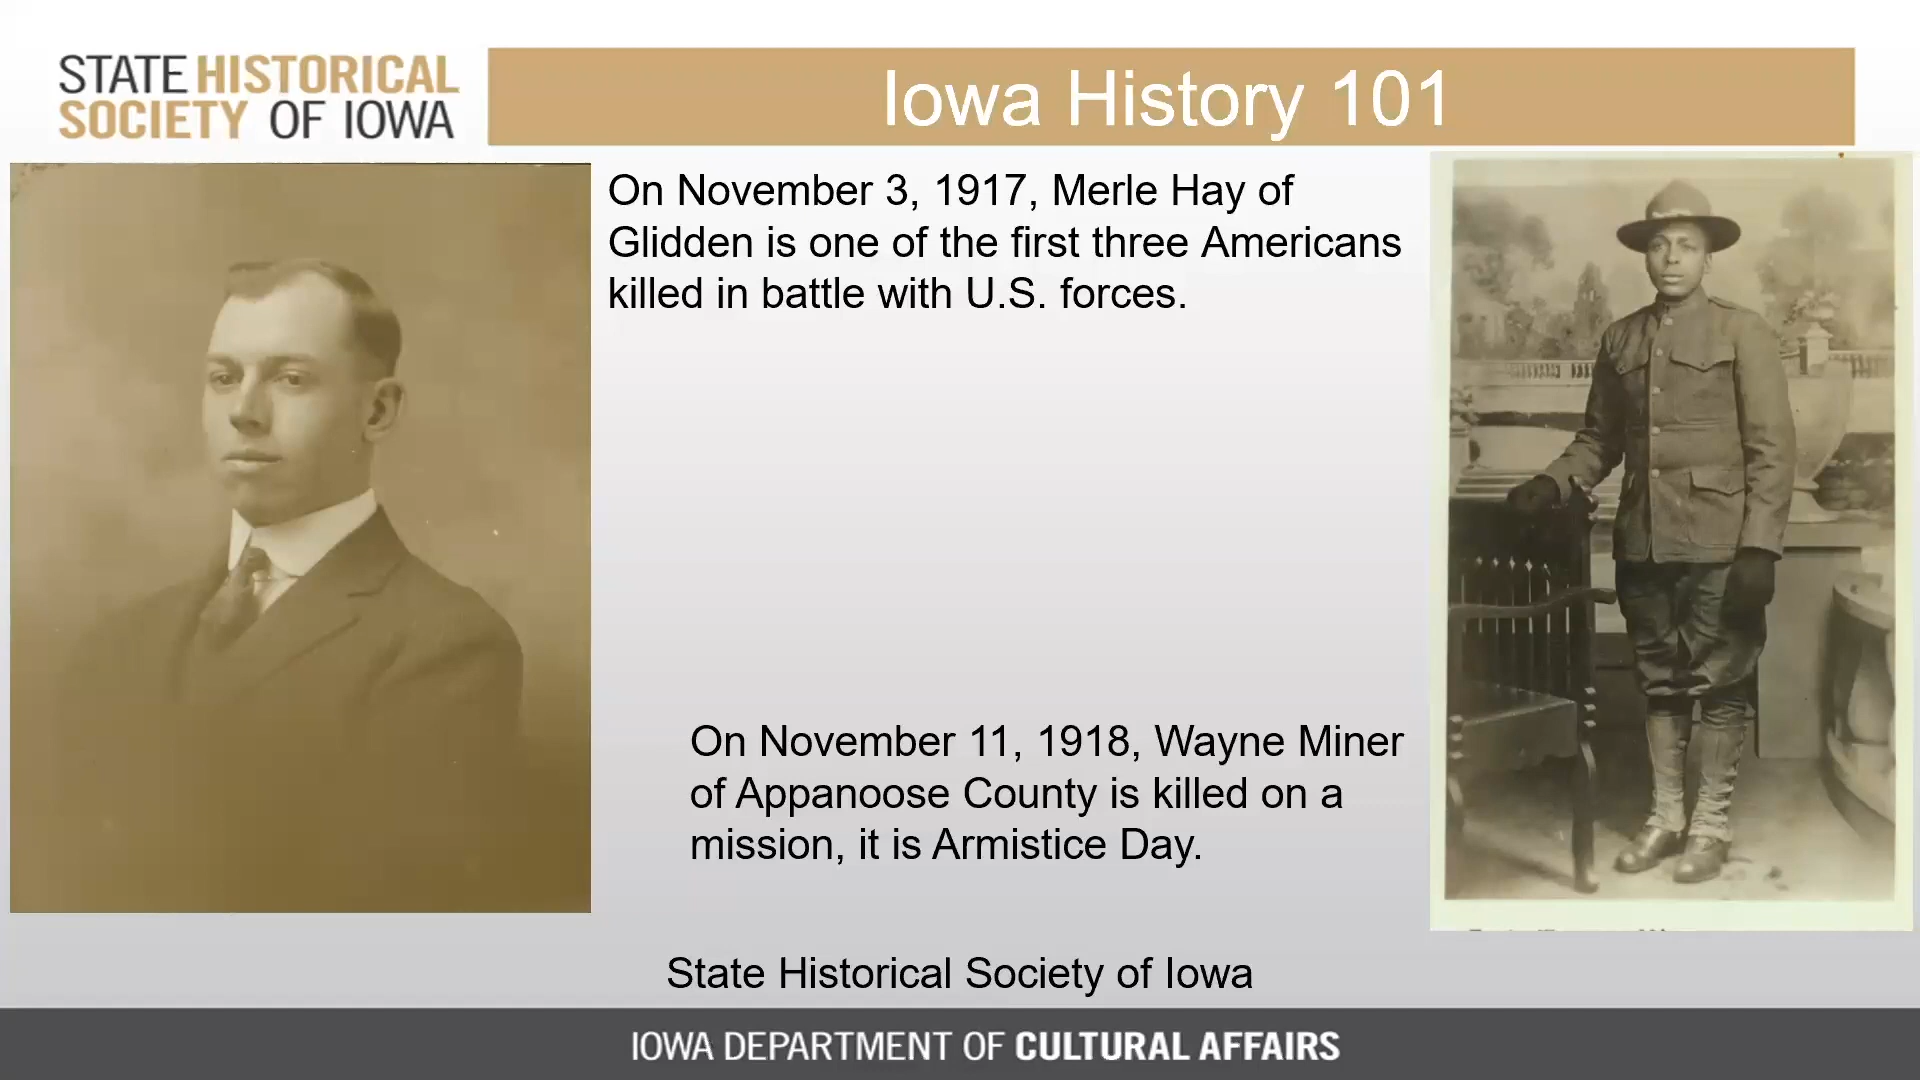 STATE HISTORICAL
SOCIETY OF IOWA
Iowa History 101
On November 3, 1917, Merle Hay of
Glidden is one of the first three Americans
killed in battle with U.S. forces.
On November 11, 1918, Wayne Miner
of Appanoose County is killed on a
mission, it is Armistice Day.
State Historical Society of Iowa
IOWA DEPARTMENT OF CULTURAL AFFAIRS